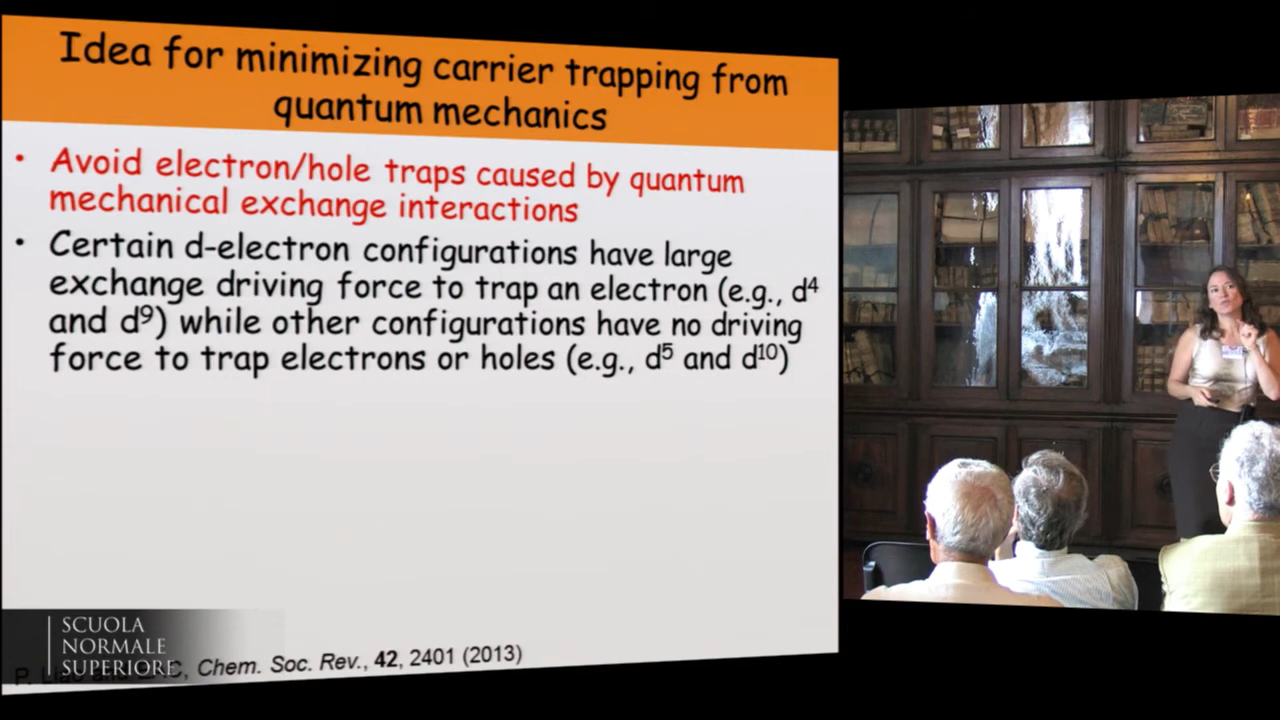 Idea for minimizing carrier trapping from
quantum mechanics
• Avoid electron/hole traps caused by quantum
mechanical exchange interactions
• Certain d-electron configurations have large
exchange driving force to trap an electron (e.g., d⁴
and d⁹) while other configurations have no driving
force to trap electrons or holes (e.g., d⁵ and d¹⁰)
SCUOLA
NORMALE
SUPERIORE
Chem. Soc. Rev., 42, 2401 (2013)